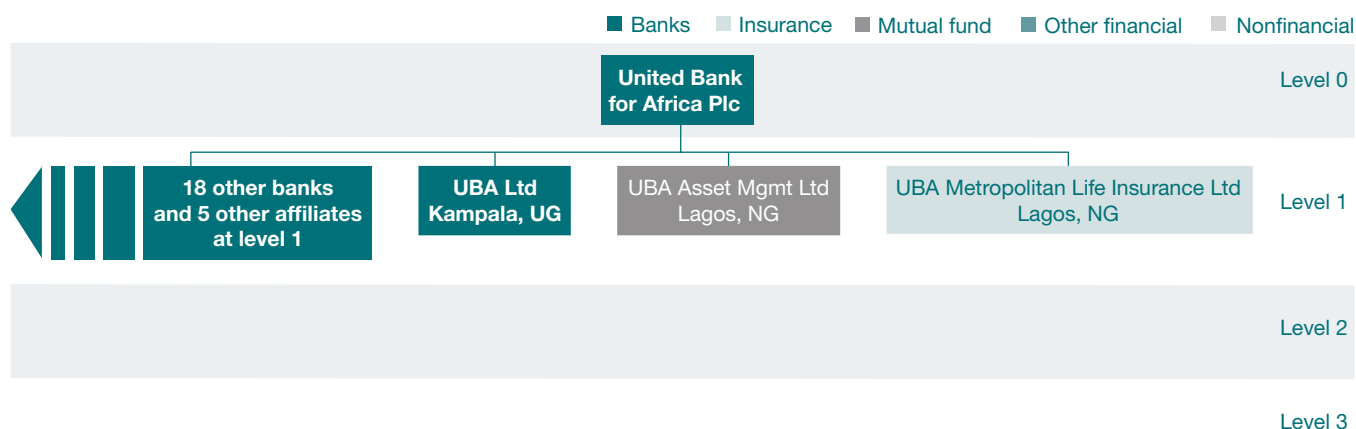 Banks Insurance Mutual fund Other financial Nonfinancial
United Bank
for Africa Plc
Level 0
18 other banks
and 5 other affiliates
at level 1
UBA Ltd
Kampala, UG
UBA Asset Mgmt Ltd
Lagos, NG
UBA Metropolitan Life Insurance Ltd
Lagos, NG
Level 1
Level 2
Level 3